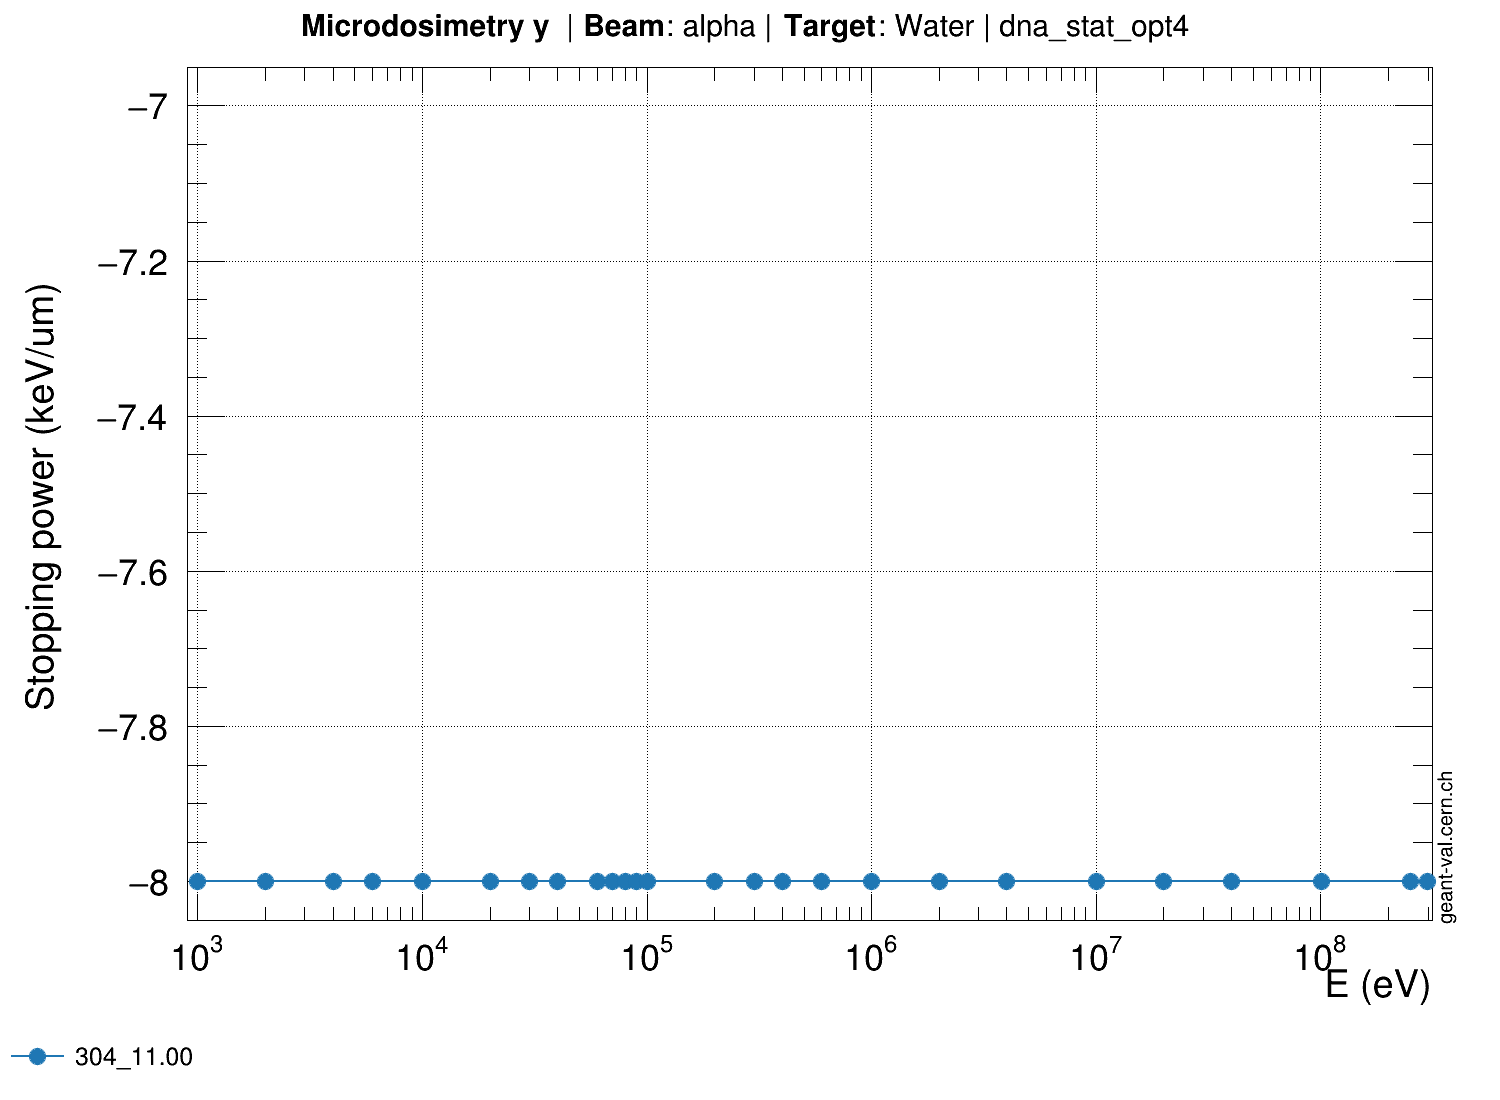 Microdosimetry y | Beam: alpha | Target: Water | dna_stat_opt4
Stopping power (keV/um)
−7
−7.2
−7.4
−7.6
−7.8
−8
10³ 10⁴ 10⁵ 10⁶ 10⁷ 10⁸
E (eV)
geant-val.cern.ch
304_11.00